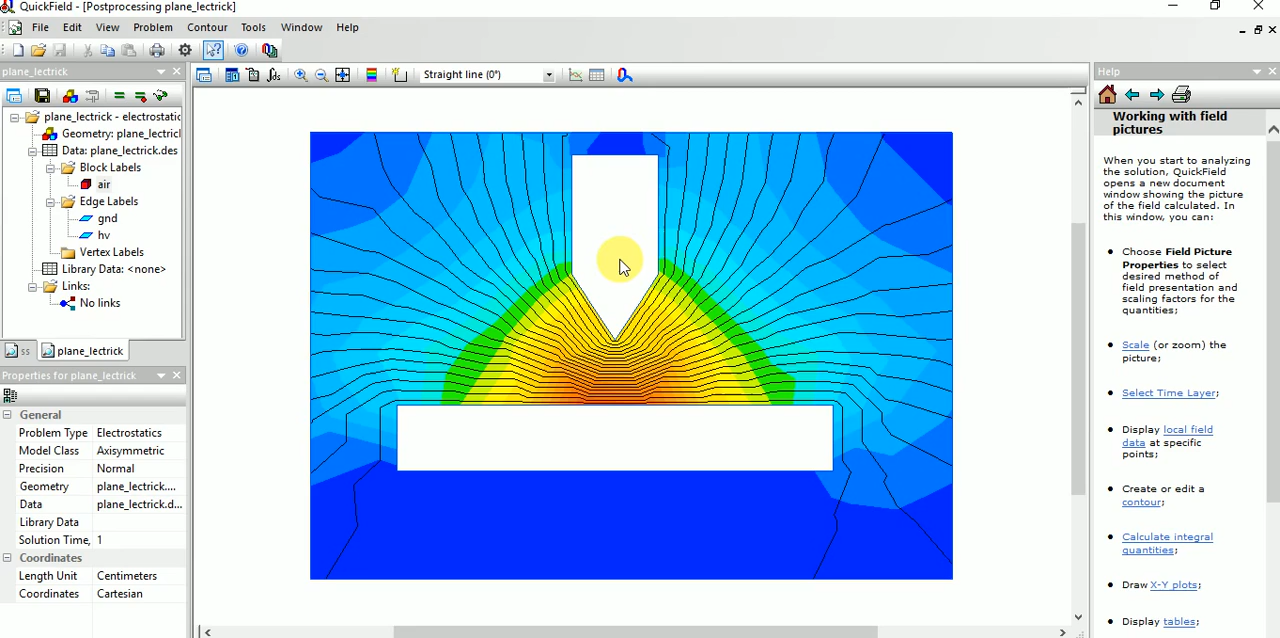 QuickField - [Postprocessing plane_lectrick]
File Edit View Problem Contour Tools Window Help
plane_lectrick
Straight line (0°)
plane_lectrick - electrostatic
Geometry: plane_lectricl
Data: plane_lectrick.des
Block Labels
air
Edge Labels
gnd
hv
Vertex Labels
Library Data: <none>
Links:
No links
ss plane_lectrick
Properties for plane_lectrick
General
Problem Type Electrostatics
Model Class Axisymmetric
Precision Normal
Geometry plane_lectrick....
Data plane_lectrick.d...
Library Data
Solution Time, 1
Coordinates
Length Unit Centimeters
Coordinates Cartesian
Help
Working with field
pictures
When you start to analyzing
the solution, QuickField
opens a new document
window showing the picture
of the field calculated. In
this window, you can:
• Choose Field Picture
Properties to select
desired method of
field presentation and
scaling factors for the
quantities;
• Scale (or zoom) the
picture;
• Select Time Layer;
• Display local field
data at specific
points;
• Create or edit a
contour;
• Calculate integral
quantities;
• Draw X-Y plots;
• Display tables;